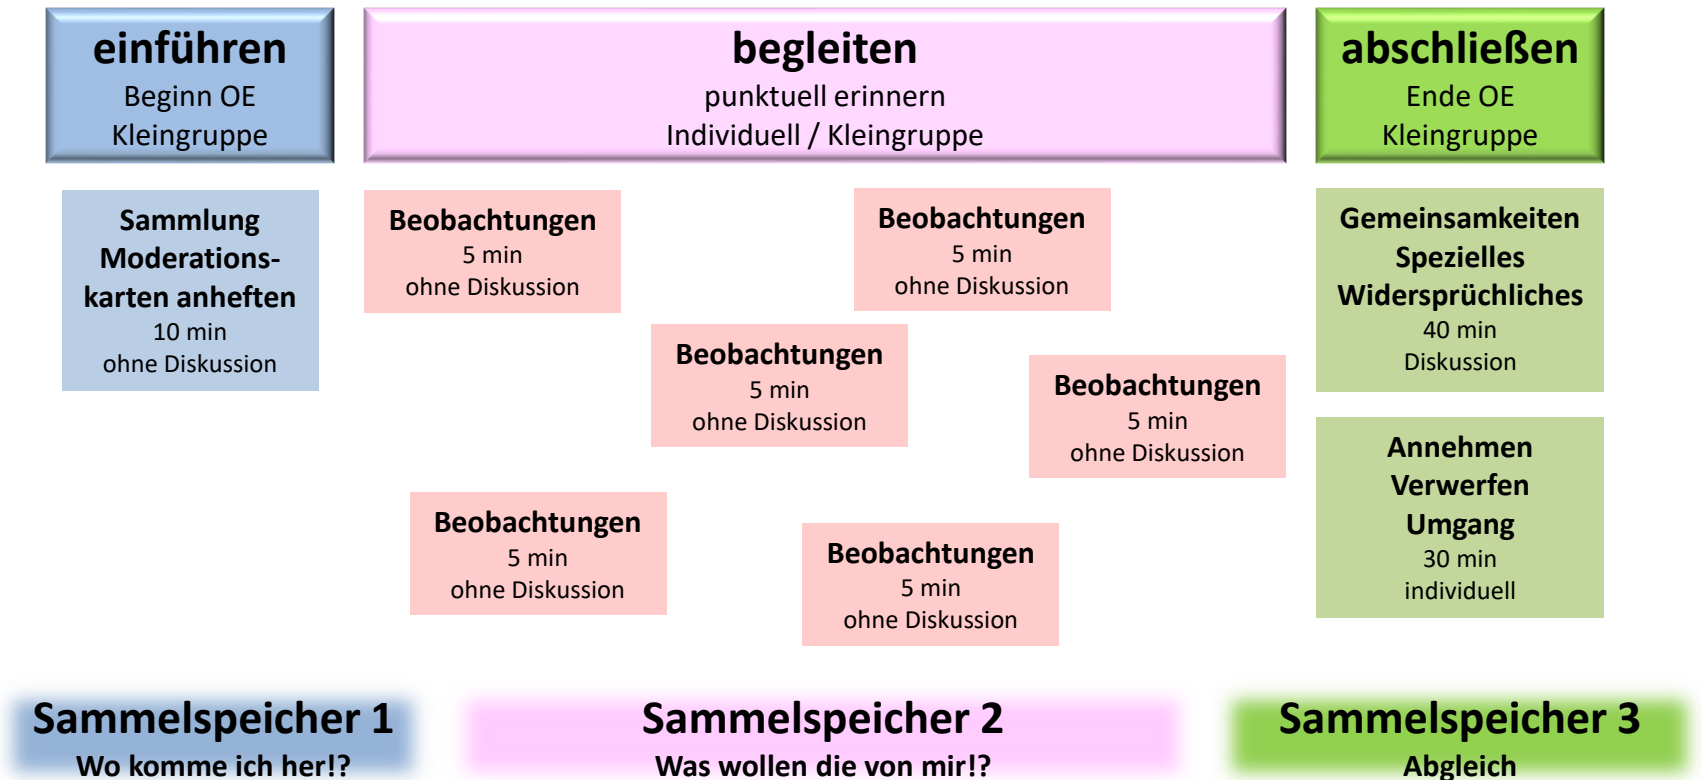 einführen
Beginn OE
Kleingruppe
begleiten
punktuell erinnern
Individuell / Kleingruppe
abschließen
Ende OE
Kleingruppe
Sammlung
Moderations-
karten anheften
10 min
ohne Diskussion
Beobachtungen
5 min
ohne Diskussion
Beobachtungen
5 min
ohne Diskussion
Beobachtungen
5 min
ohne Diskussion
Beobachtungen
5 min
ohne Diskussion
Beobachtungen
5 min
ohne Diskussion
Beobachtungen
5 min
ohne Diskussion
Gemeinsamkeiten
Spezielles
Widersprüchliches
40 min
Diskussion
Annehmen
Verwerfen
Umgang
30 min
individuell
Sammelspeicher 1
Wo komme ich her!?
Sammelspeicher 2
Was wollen die von mir!?
Sammelspeicher 3
Abgleich